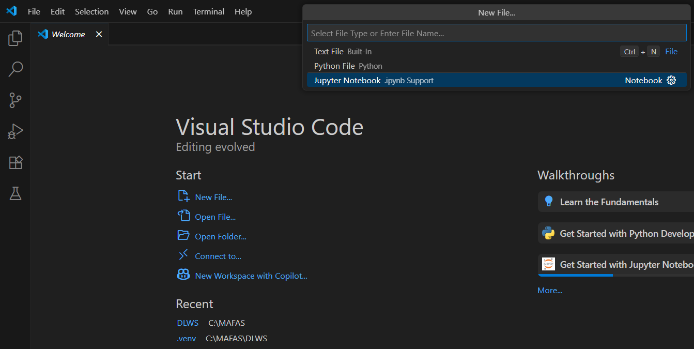 File Edit Selection View Go Run Terminal Help
New File...
Welcome
Select File Type or Enter File Name...
Text File Built-In Ctrl + N File
Python File Python
Jupyter Notebook .ipynb Support Notebook
Visual Studio Code
Editing evolved
Start
New File...
Open File...
Open Folder...
Connect to...
New Workspace with Copilot...
Recent
DLWS C:\MAFAS
.venv C:\MAFAS\DLWS
Walkthroughs
Learn the Fundamentals
Get Started with Python Develop
Get Started with Jupyter Notebo
More...